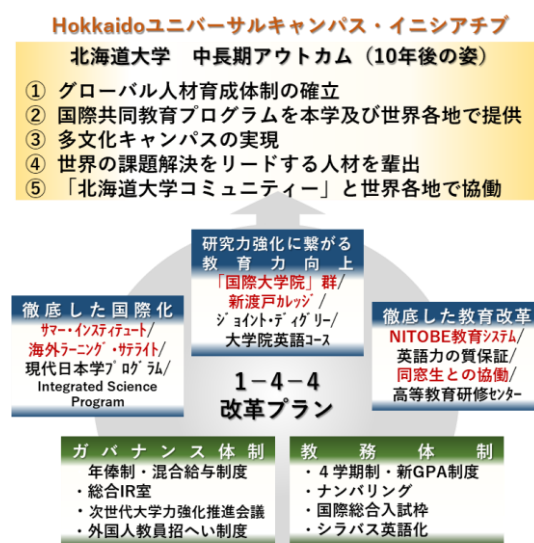 Hokkaidoユニバーサルキャンパス・イニシアチブ
北海道大学 中長期アウトカム（10年後の姿）
① グローバル人材育成体制の確立
② 国際共同教育プログラムを本学及び世界各地で提供
③ 多文化キャンパスの実現
④ 世界の課題解決をリードする人材を輩出
⑤ 「北海道大学コミュニティー」と世界各地で協働
研究力強化に繋がる
教育力向上
「国際大学院」群/
新渡戸ｶﾚｯｼﾞ/
ｼﾞｮｲﾝﾄ･ﾃﾞｨｸﾞﾘｰ/
大学院英語ｺｰｽ
徹底した国際化
ｻﾏｰ･ｲﾝｽﾃｨﾃｭｰﾄ/
海外ﾗｰﾆﾝｸﾞ･ｻﾃﾗｲﾄ/
現代日本学ﾌﾟﾛｸﾞﾗﾑ/
Integrated Science
Program
徹底した教育改革
NITOBE教育ｼｽﾃﾑ/
英語力の質保証/
同窓生との協働/
高等教育研修ｾﾝﾀｰ
1－4－4
改革プラン
ガバナンス体制
年俸制・混合給与制度
・総合IR室
・次世代大学力強化推進会議
・外国人教員招へい制度
教務体制
・４学期制・新GPA制度
・ナンバリング
・国際総合入試枠
・シラバス英語化